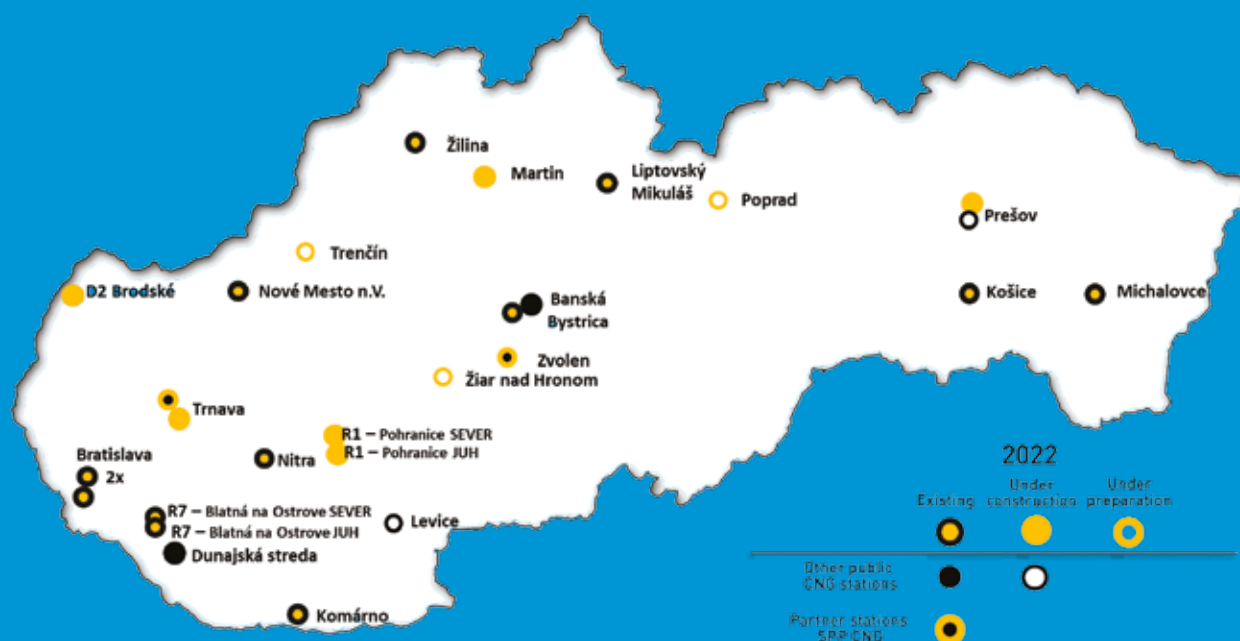 Žilina
Martin
Liptovský
Mikuláš
Poprad
Prešov
Trenčín
D2 Brodské
Nové Mesto n.V.
Banská
Bystrica
Košice
Michalovce
Zvolen
Žiar nad Hronom
Trnava
R1 – Pohranice SEVER
R1 – Pohranice JUH
Bratislava
2x
Nitra
R7 – Blatná na Ostrove SEVER
R7 – Blatná na Ostrove JUH
Levice
Dunajská streda
Komárno
2022
Existing
Under
construction
Under
preparation
Other public
CNG stations
Partner stations
SPP CNG